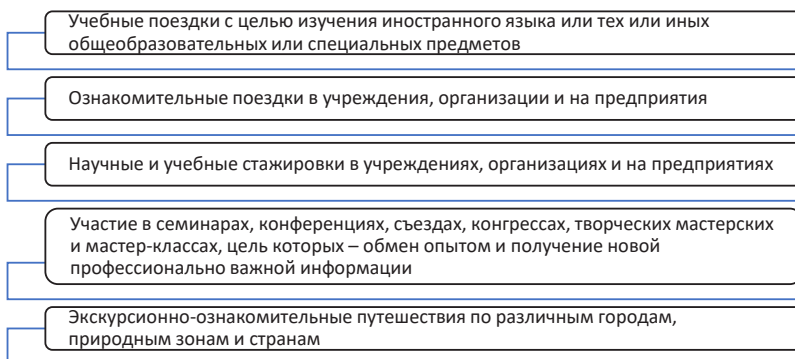 Учебные поездки с целью изучения иностранного языка или тех или иных
общеобразовательных или специальных предметов
Ознакомительные поездки в учреждения, организации и на предприятия
Научные и учебные стажировки в учреждениях, организациях и на предприятиях
Участие в семинарах, конференциях, съездах, конгрессах, творческих мастерских
и мастер-классах, цель которых – обмен опытом и получение новой
профессионально важной информации
Экскурсионно-ознакомительные путешествия по различным городам,
природным зонам и странам